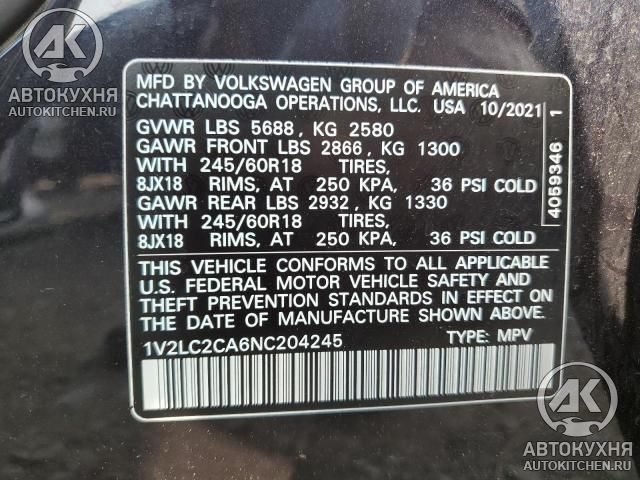 AK
АВТОКУХНЯ
AUTOKITCHEN.RU
MFD BY VOLKSWAGEN GROUP OF AMERICA
CHATTANOOGA OPERATIONS, LLC. USA 10/2021
GVWR LBS 5688, KG 2580
GAWR FRONT LBS 2866, KG 1300
WITH 245/60R18 TIRES,
8JX18 RIMS, AT 250 KPA, 36 PSI COLD
GAWR REAR LBS 2932, KG 1330
WITH 245/60R18 TIRES,
8JX18 RIMS, AT 250 KPA, 36 PSI COLD
4059346 1
THIS VEHICLE CONFORMS TO ALL APPLICABLE
U.S. FEDERAL MOTOR VEHICLE SAFETY AND
THEFT PREVENTION STANDARDS IN EFFECT ON
THE DATE OF MANUFACTURE SHOWN ABOVE.
1V2LC2CA6NC204245 TYPE: MPV
AK
АВТОКУХНЯ
AUTOKITCHEN.RU